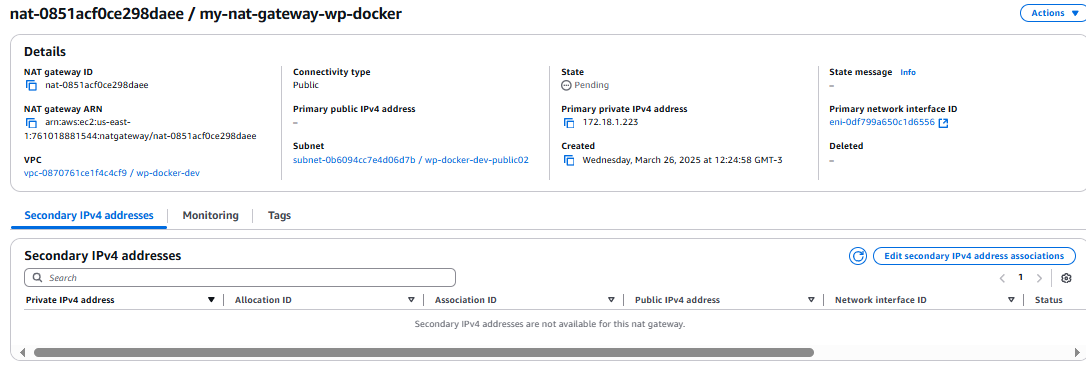 nat-0851acf0ce298daee / my-nat-gateway-wp-docker
Actions
Details
NAT gateway ID
nat-0851acf0ce298daee
Connectivity type
Public
State
Pending
State message Info
–
NAT gateway ARN
arn:aws:ec2:us-east-
1:761018881544:natgateway/nat-0851acf0ce298daee
Primary public IPv4 address
–
Primary private IPv4 address
172.18.1.223
Primary network interface ID
eni-0df799a650c1d6556
VPC
vpc-0870761ce1f4c4cf9 / wp-docker-dev
Subnet
subnet-0b6094cc7e4d06d7b / wp-docker-dev-public02
Created
Wednesday, March 26, 2025 at 12:24:58 GMT-3
Deleted
–
Secondary IPv4 addresses
Monitoring
Tags
Secondary IPv4 addresses
Edit secondary IPv4 address associations
Search
1
Private IPv4 address
Allocation ID
Association ID
Public IPv4 address
Network interface ID
Status
Secondary IPv4 addresses are not available for this nat gateway.